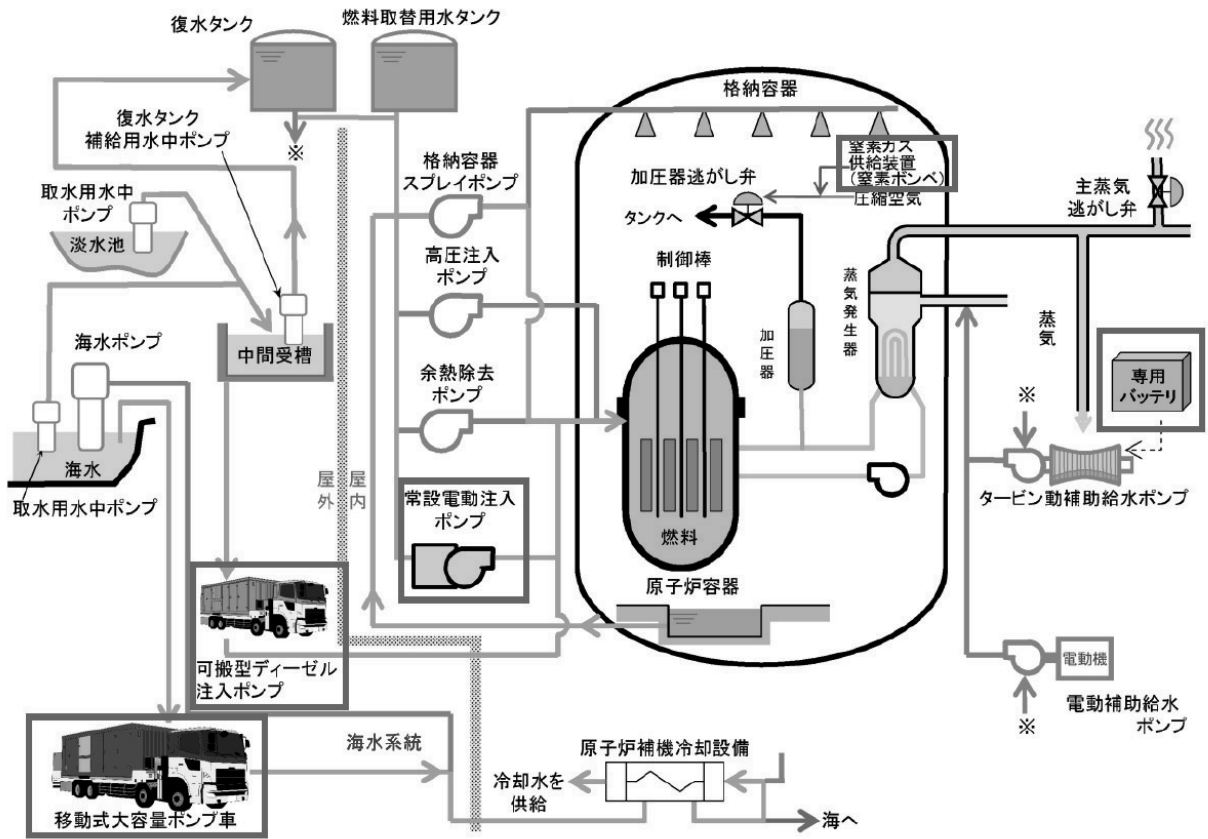 復水タンク
燃料取替用水タンク
復水タンク
補給用水中ポンプ
※
取水用水中
ポンプ
淡水池
海水ポンプ
中間受槽
海水
取水用水中ポンプ
格納容器
スプレイポンプ
高圧注入
ポンプ
余熱除去
ポンプ
屋外
屋内
常設電動注入
ポンプ
可搬型ディーゼル
注入ポンプ
移動式大容量ポンプ車
海水系統
格納容器
窒素ガス
供給装置
(窒素ボンベ)
圧縮空気
加圧器逃がし弁
タンクへ
制御棒
加圧器
蒸気発生器
燃料
原子炉容器
主蒸気
逃がし弁
蒸気
専用
バッテリ
※
タービン動補助給水ポンプ
電動機
※
電動補助給水
ポンプ
原子炉補機冷却設備
冷却水を
供給
海へ